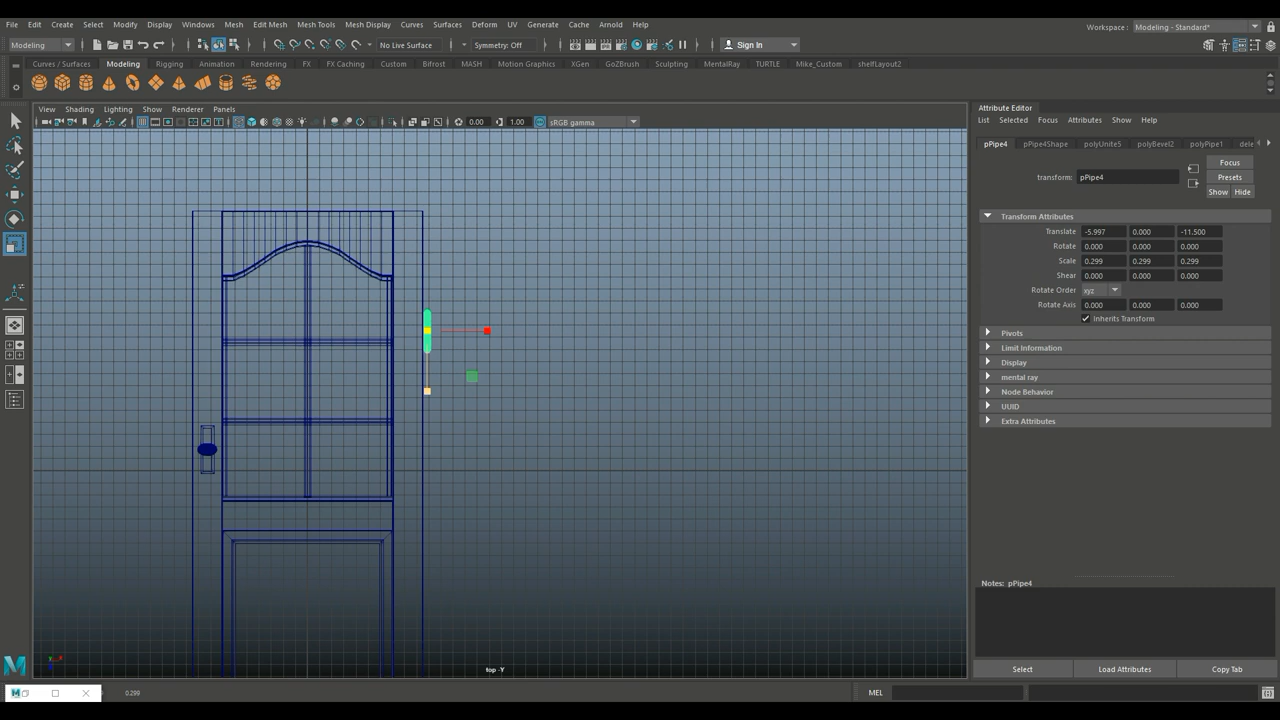 File Edit Create Select Modify Display Windows Mesh Edit Mesh Mesh Tools Mesh Display Curves Surfaces Deform UV Generate Cache Arnold Help
Workspace : Modeling - Standard*
Modeling No Live Surface Symmetry: Off Sign In
Curves / Surfaces Modeling Rigging Animation Rendering FX FX Caching Custom Bifrost MASH Motion Graphics XGen GoZBrush Sculpting MentalRay TURTLE Mike_Custom shelfLayout2
View Shading Lighting Show Renderer Panels
0.00 1.00 sRGB gamma
top -Y
Attribute Editor
List Selected Focus Attributes Show Help
pPipe4 pPipe4Shape polyUnite5 polyBevel2 polyPipe1 dele
transform: pPipe4
Focus
Presets
Show Hide
Transform Attributes
Translate -5.997 0.000 -11.500
Rotate 0.000 0.000 0.000
Scale 0.299 0.299 0.299
Shear 0.000 0.000 0.000
Rotate Order xyz
Rotate Axis 0.000 0.000 0.000
Inherits Transform
Pivots
Limit Information
Display
mental ray
Node Behavior
UUID
Extra Attributes
Notes: pPipe4
Select Load Attributes Copy Tab
0.299 MEL